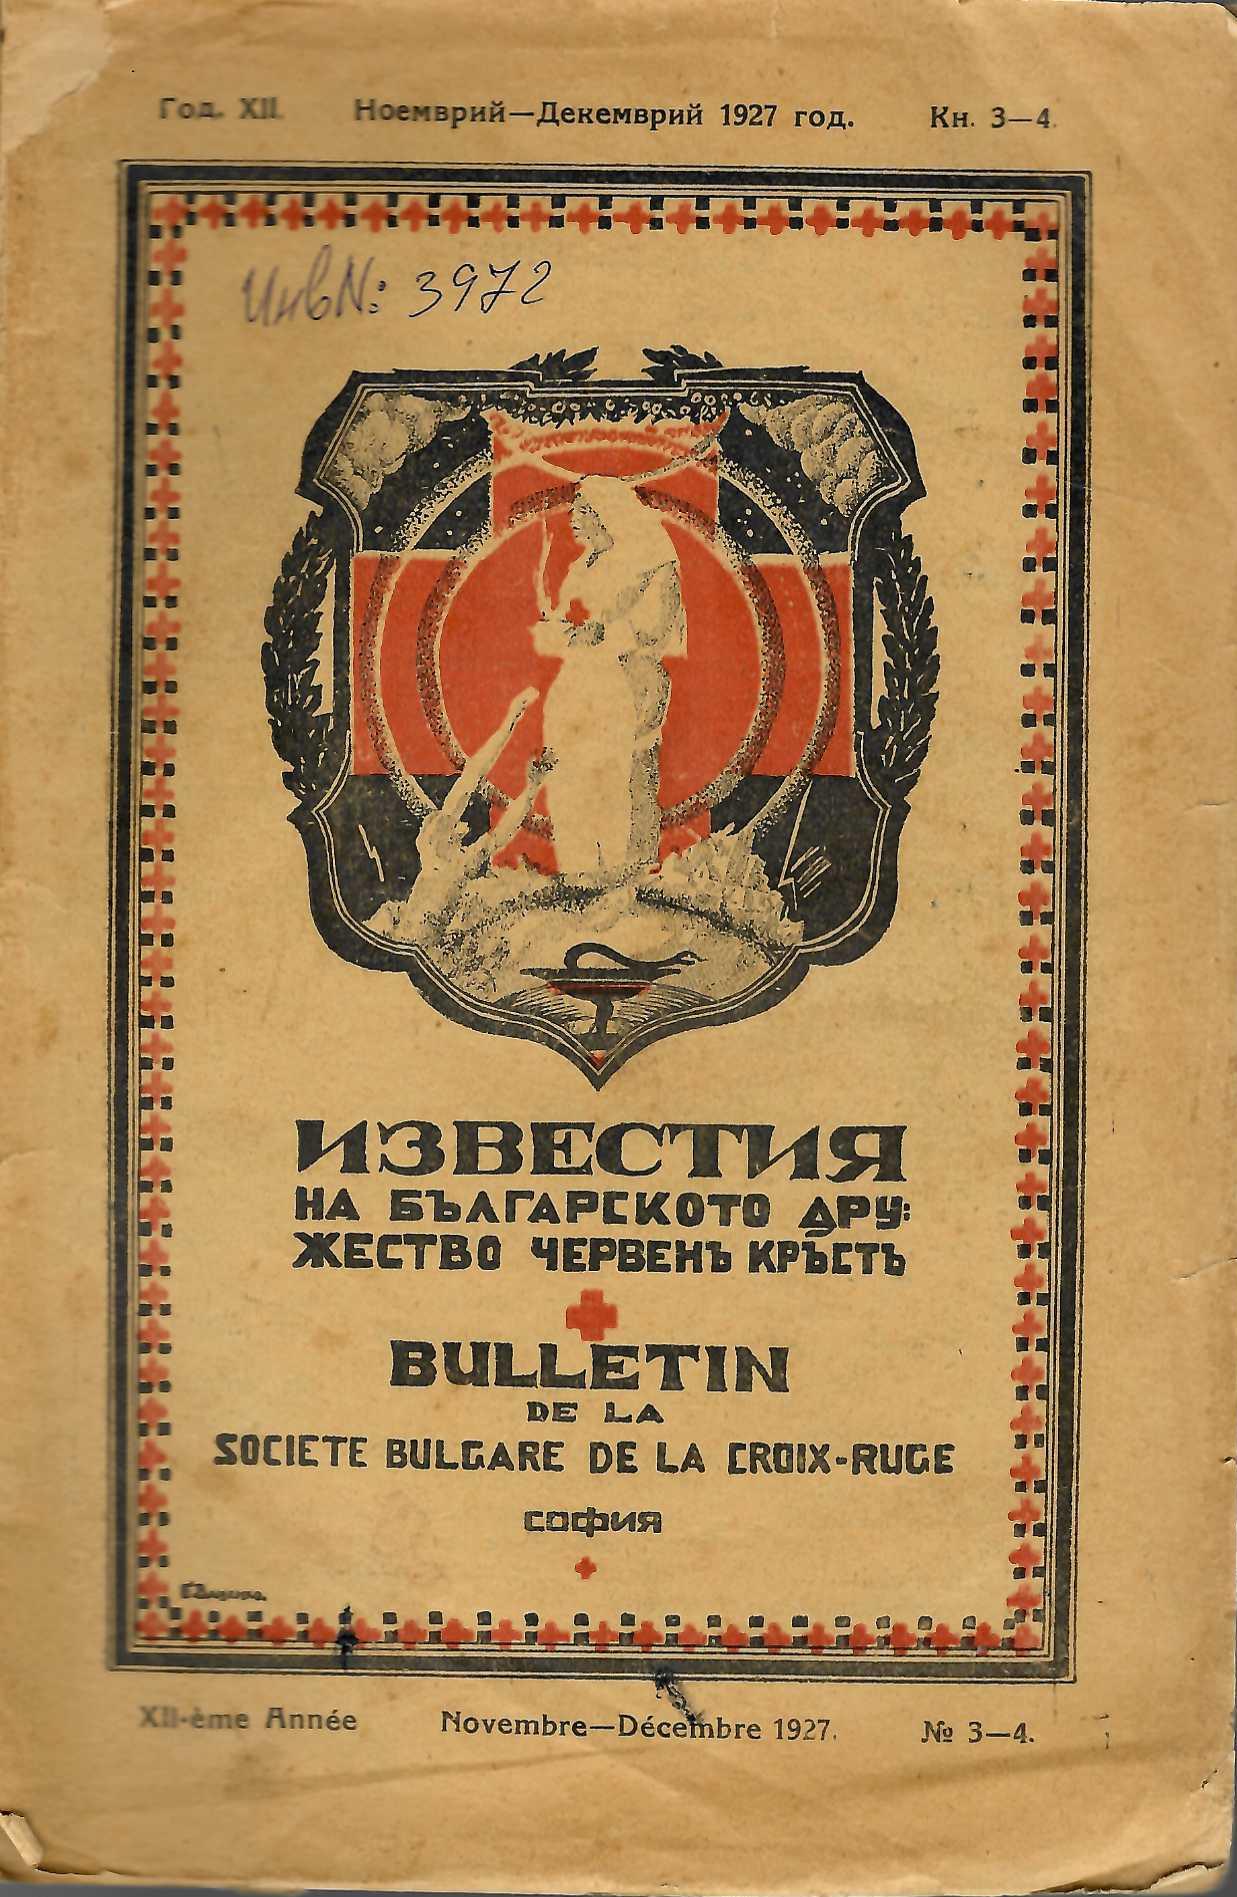 Год. XII. Ноемврий—Декемврий 1927 год. Кн. 3—4.
Инв№: 3972
ИЗВЕСТИЯ
НА БЪЛГАРСКОТО ДРУ:
ЖЕСТВО ЧЕРВЕНЪ КРЪСТЪ
BULLETIN
DE LA
SOCIETE BULGARE DE LA CROIX-RUGE
СОФИЯ
XII-ème Année Novembre—Décembre 1927. № 3—4.